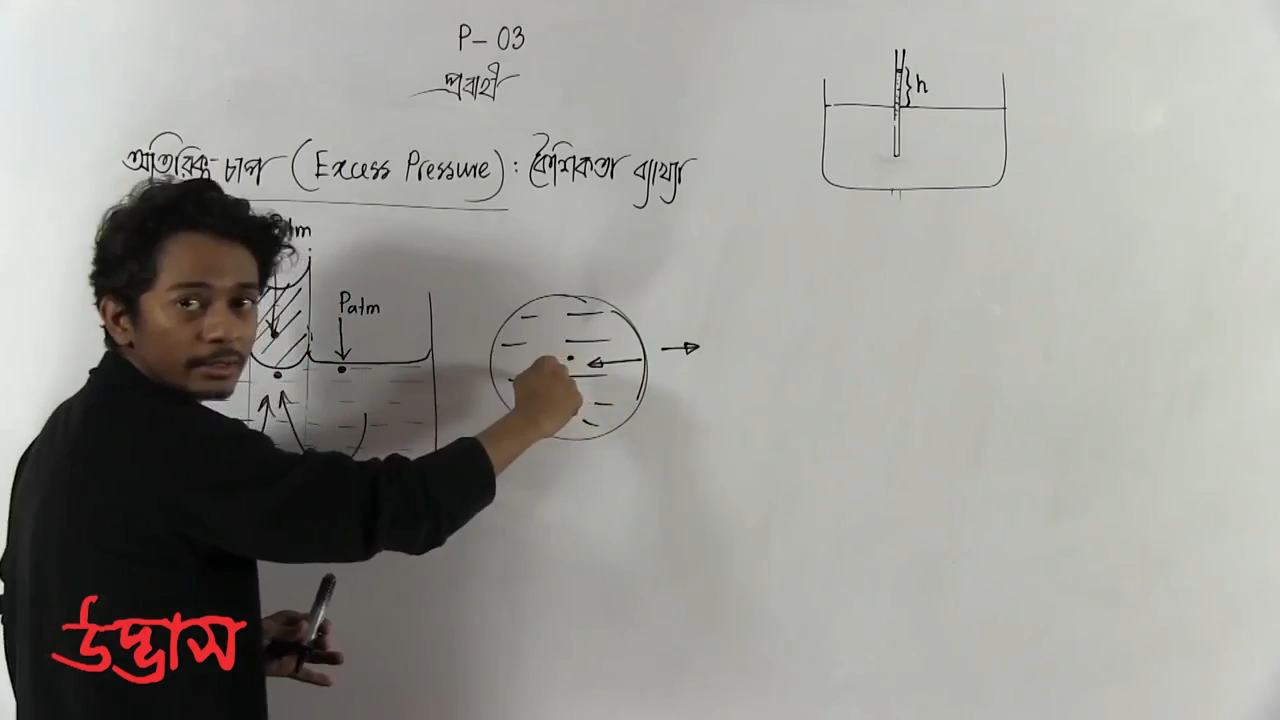 P- 03
প্রবাহী
অতিরিক্ত চাপ (Excess Pressure) : কৈশিকতা ব্যাখ্যা
h
Patm
উদ্ভাস